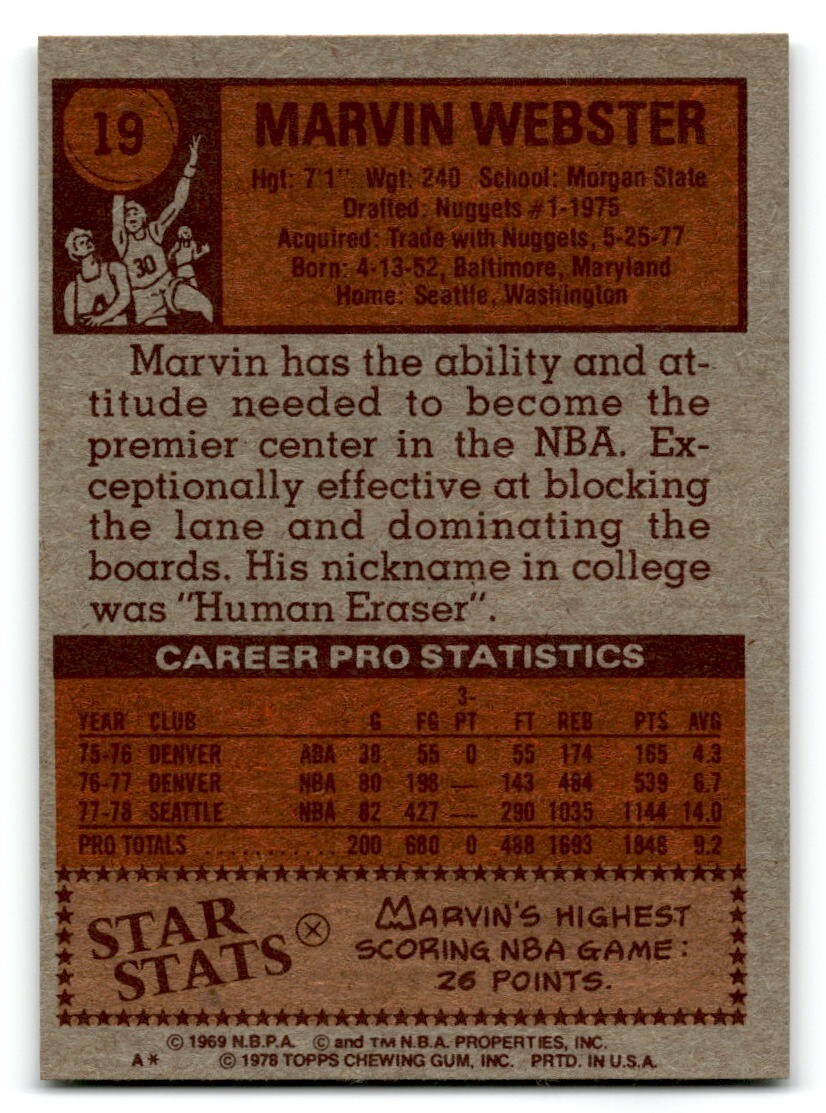 19
MARVIN WEBSTER
Hgt: 7'1" Wgt: 240 School: Morgan State
Drafted: Nuggets #1-1975
Acquired: Trade with Nuggets, 5-25-77
Born: 4-13-52, Baltimore, Maryland
Home: Seattle, Washington
30
Marvin has the ability and at-
titude needed to become the
premier center in the NBA. Ex-
ceptionally effective at blocking
the lane and dominating the
boards. His nickname in college
was "Human Eraser".
CAREER PRO STATISTICS
YEAR CLUB G FG 3-PT FT REB PTS AVG
75-76 DENVER ABA 38 55 0 55 174 165 4.3
76-77 DENVER NBA 80 198 — 143 484 539 6.7
77-78 SEATTLE NBA 82 427 — 290 1035 1144 14.0
PRO TOTALS ............ 200 680 0 488 1693 1848 9.2
STAR
STATS
MARVIN'S HIGHEST
SCORING NBA GAME:
26 POINTS.
© 1969 N.B.P.A. © and TM N.B.A. PROPERTIES, INC.
A* © 1978 TOPPS CHEWING GUM, INC. PRTD. IN U.S.A.